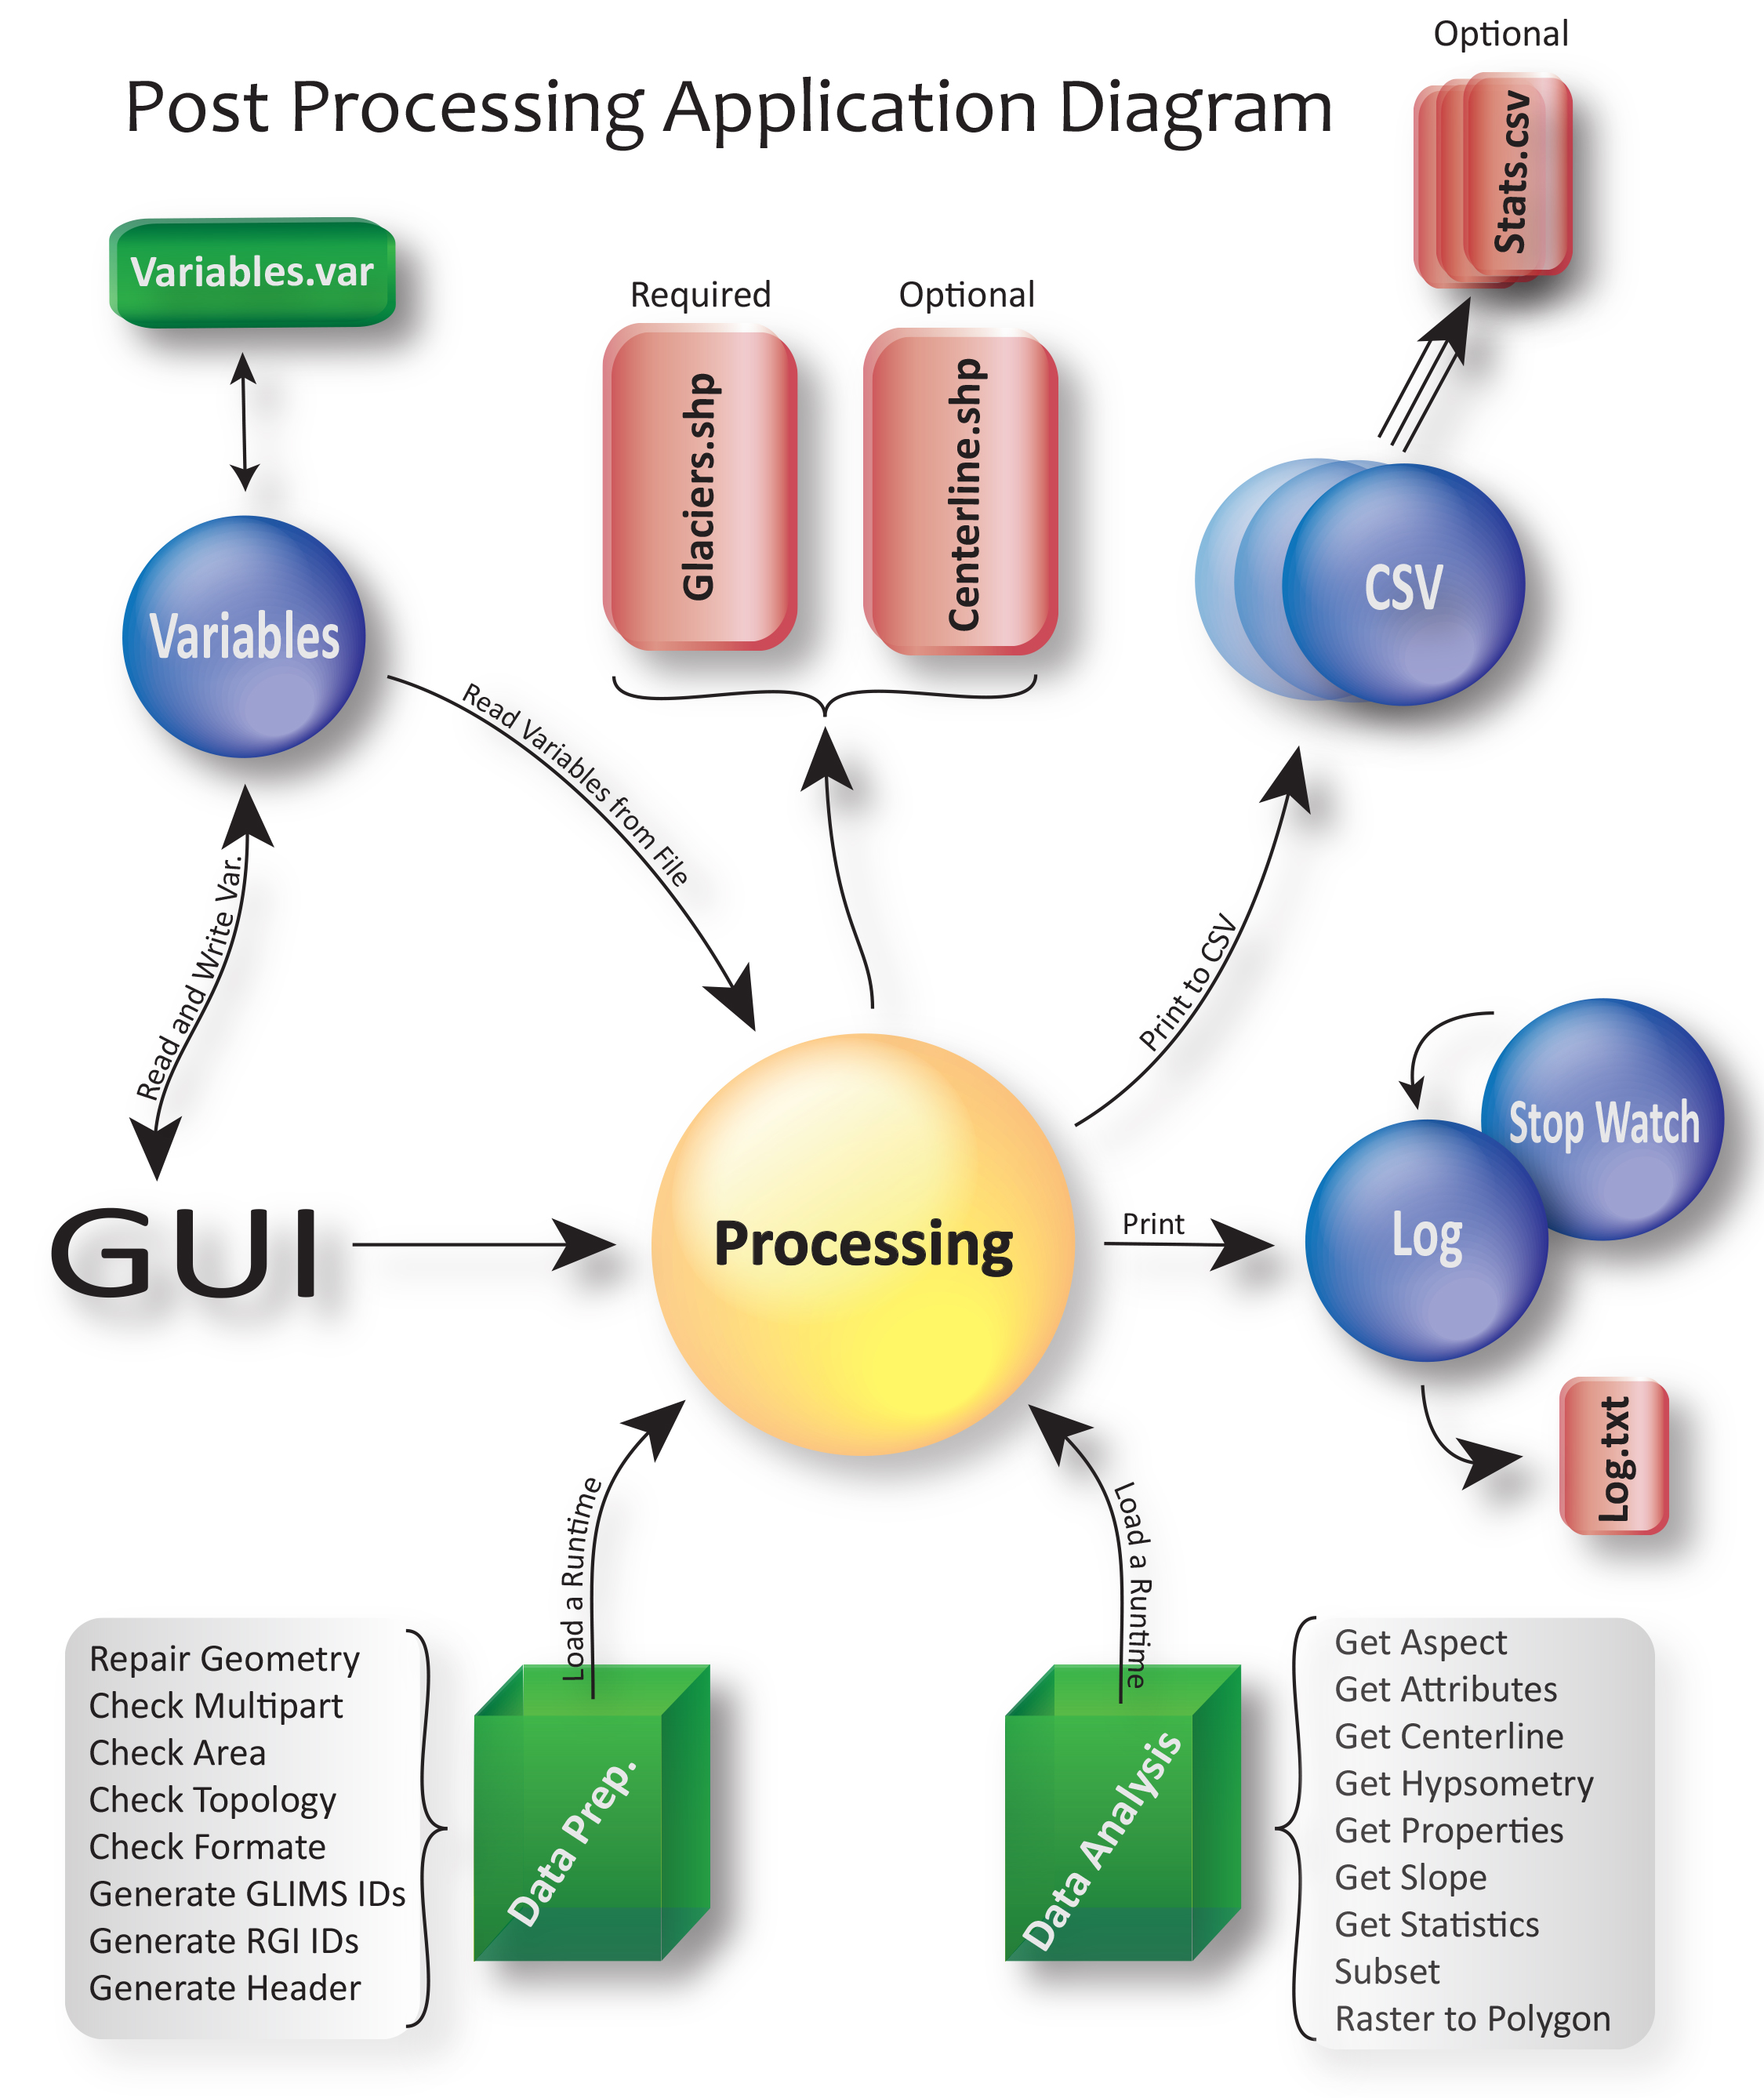 Optional
Post Processing Application Diagram
Stats.csv
Variables.var
Required
Optional
Glaciers.shp
Centerline.shp
CSV
Variables
Read Variables from File
Read and Write Var.
Print to CSV
Stop Watch
GUI
Processing
Print
Log
Log.txt
Load a Runtime
Load a Runtime
Repair Geometry
Check Multipart
Check Area
Check Topology
Check Formate
Generate GLIMS IDs
Generate RGI IDs
Generate Header
Data Prep.
Data Analysis
Get Aspect
Get Attributes
Get Centerline
Get Hypsometry
Get Properties
Get Slope
Get Statistics
Subset
Raster to Polygon